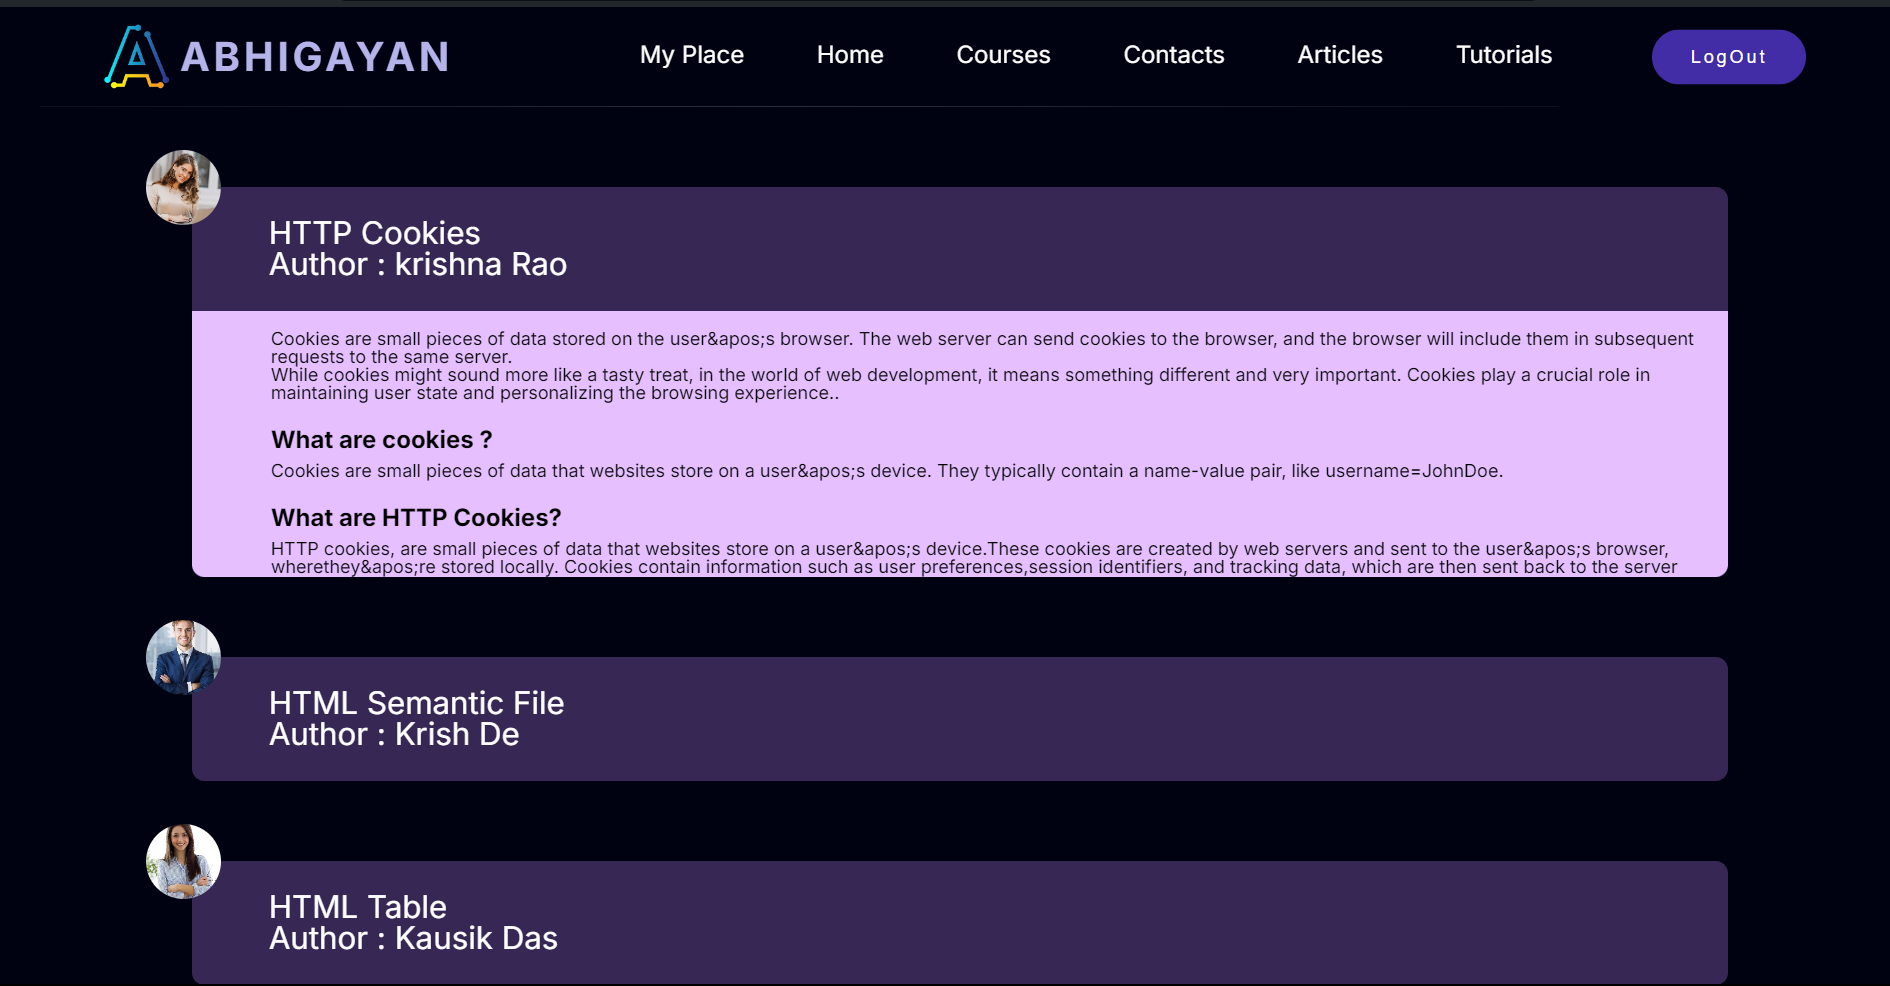 ABHIGAYAN
My Place
Home
Courses
Contacts
Articles
Tutorials
LogOut
HTTP Cookies
Author : krishna Rao
Cookies are small pieces of data stored on the user&apos;s browser. The web server can send cookies to the browser, and the browser will include them in subsequent
requests to the same server.
While cookies might sound more like a tasty treat, in the world of web development, it means something different and very important. Cookies play a crucial role in
maintaining user state and personalizing the browsing experience..
What are cookies ?
Cookies are small pieces of data that websites store on a user&apos;s device. They typically contain a name-value pair, like username=JohnDoe.
What are HTTP Cookies?
HTTP cookies, are small pieces of data that websites store on a user&apos;s device.These cookies are created by web servers and sent to the user&apos;s browser,
wherethey&apos;re stored locally. Cookies contain information such as user preferences,session identifiers, and tracking data, which are then sent back to the server
HTML Semantic File
Author : Krish De
HTML Table
Author : Kausik Das